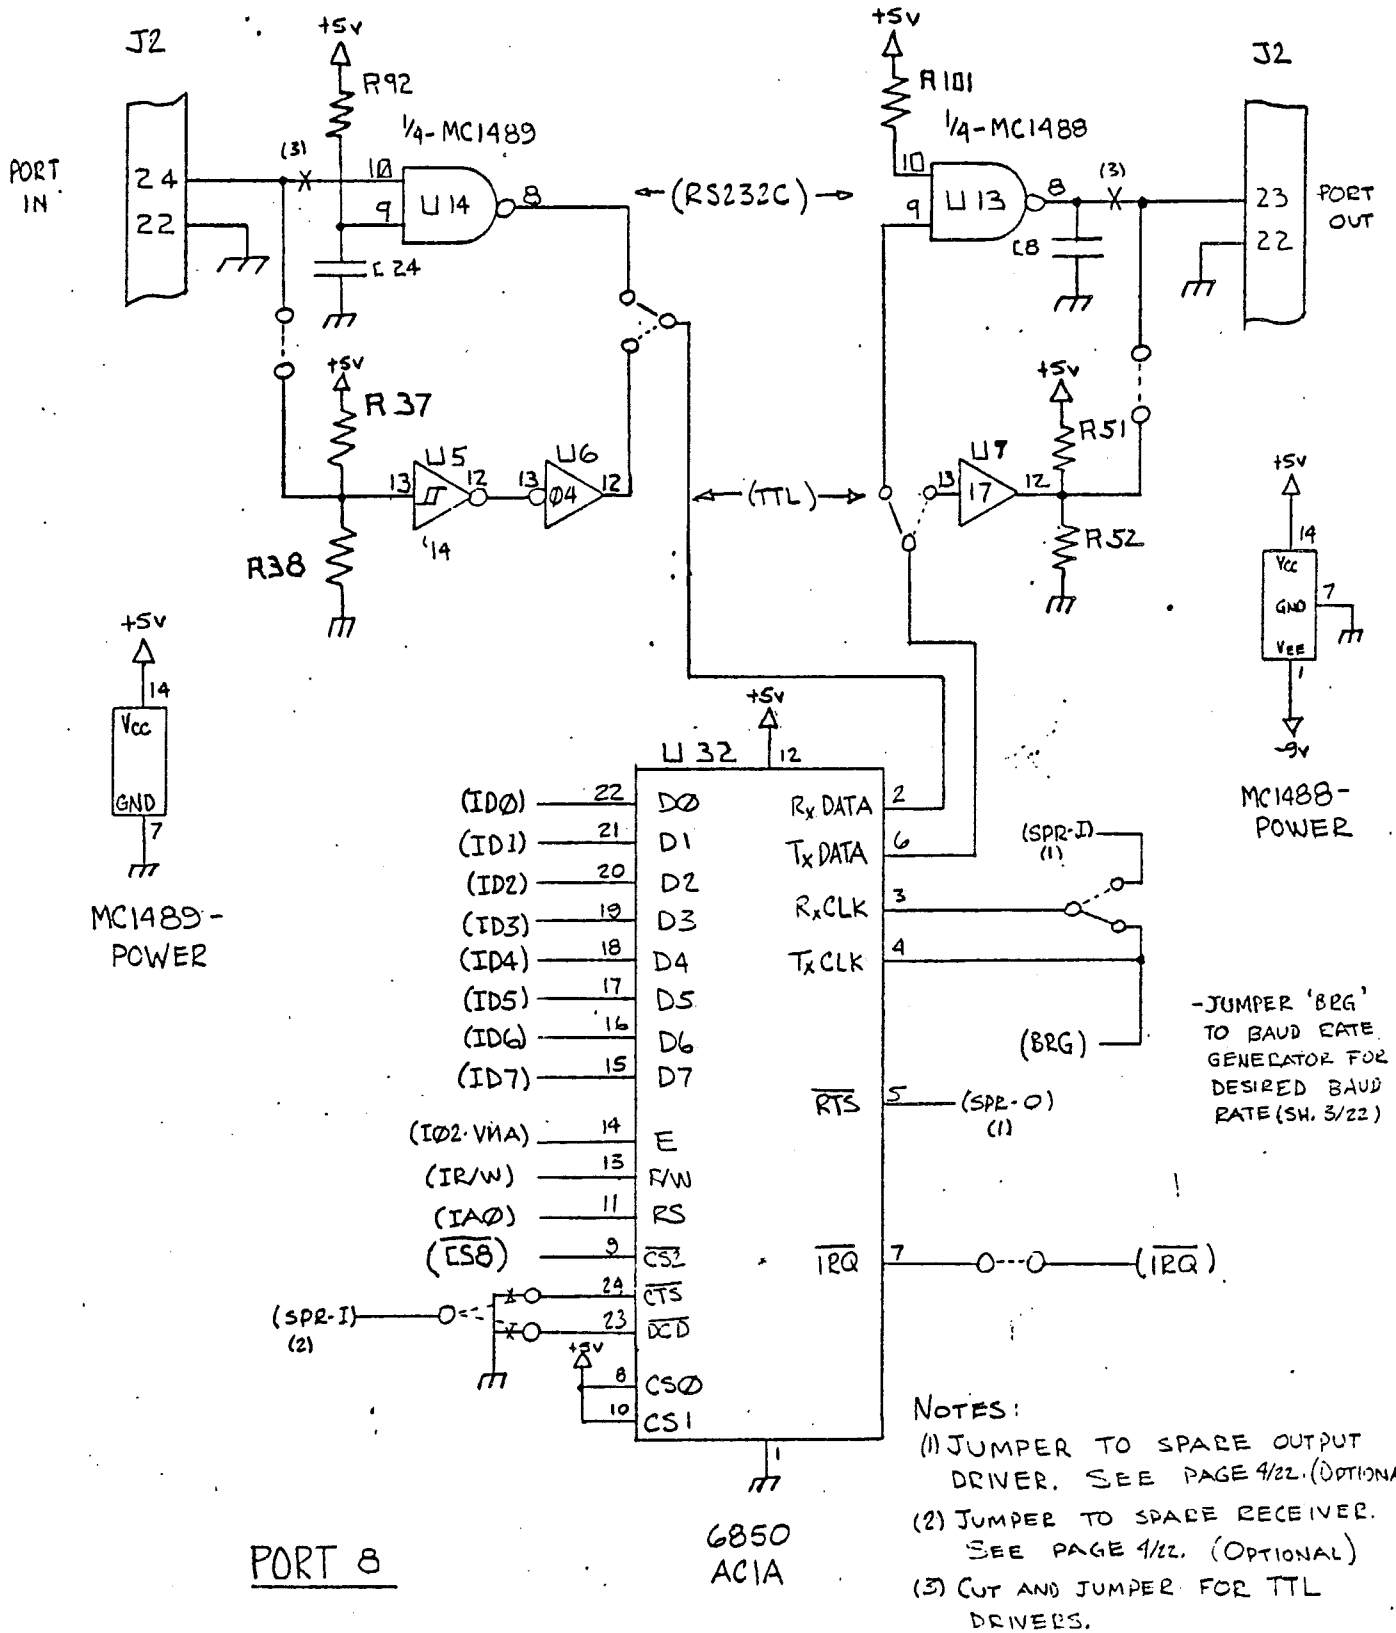 J2
+5v
R92
1/4-MC1489
PORT
IN
24
22
(3)
10
9
U14
8
C24
←(RS232C)→
+5v
R101
1/4-MC1488
10
9
U13
8
(3)
C8
J2
23
22
PORT
OUT
+5v
R37
R38
13
U5
12
'14
13
U6
Ø4
12
←(TTL)→
13
U7
17
12
+5v
R51
R52
+5v
14
Vcc
GND
7
VEE
1
-9v
MC1488-
POWER
+5v
14
Vcc
GND
7
MC1489-
POWER
+5v
U32
12
(IDØ) 22 DØ
(ID1) 21 D1
(ID2) 20 D2
(ID3) 19 D3
(ID4) 18 D4
(ID5) 17 D5
(ID6) 16 D6
(ID7) 15 D7
(IØ2·VMA) 14 E
(IR/W) 13 R/W
(IAØ) 11 RS
(CS8) 9 CS2
24 CTS
(SPR-I)
(2)
23 DCD
+5v
8 CSØ
10 CS1
1
RxDATA 2
TxDATA 6
RxCLK 3
TxCLK 4
(SPR-I)
(1)
(BRG)
-JUMPER 'BRG'
TO BAUD RATE
GENERATOR FOR
DESIRED BAUD
RATE (SH. 3/22)
RTS 5 (SPR-O)
(1)
IRQ 7 (IRQ)
6850
ACIA
PORT 8
NOTES:
(1) JUMPER TO SPARE OUTPUT
DRIVER. SEE PAGE 4/22. (OPTIONA
(2) JUMPER TO SPARE RECEIVER.
SEE PAGE 4/22. (OPTIONAL)
(3) CUT AND JUMPER FOR TTL
DRIVERS.